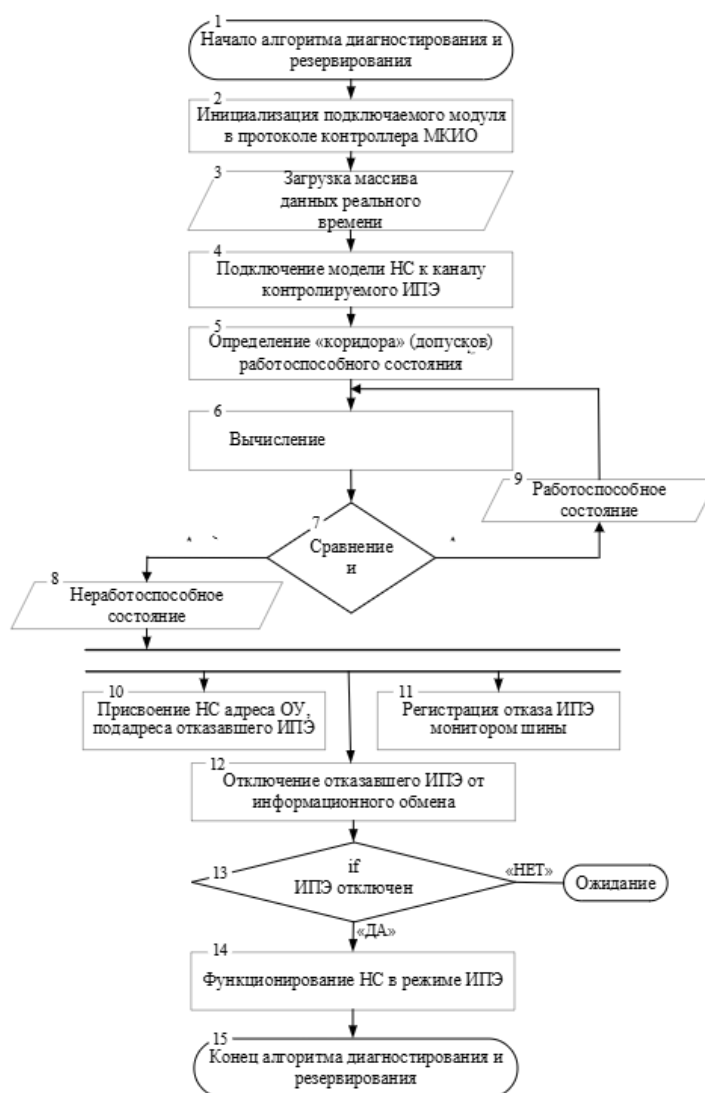 1
Начало алгоритма диагностирования и
резервирования
2
Инициализация подключаемого модуля
в протоколе контроллера МКИО
3
Загрузка массива
данных реального
времени
4
Подключение модели НС к каналу
контролируемого ИПЭ
5
Определение «коридора» (допусков)
работоспособного состояния
6
Вычисление
9
Работоспособное
состояние
7
Сравнение
и
8
Неработоспособное
состояние
10
Присвоение НС адреса ОУ,
подадреса отказавшего ИПЭ
11
Регистрация отказа ИПЭ
монитором шины
12
Отключение отказавшего ИПЭ от
информационного обмена
13
if
ИПЭ отключен
«НЕТ»
Ожидание
«ДА»
14
Функционирование НС в режиме ИПЭ
15
Конец алгоритма диагностирования и
резервирования